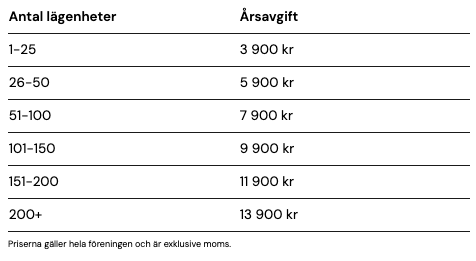 Antal lägenheter Årsavgift
1-25 3 900 kr
26-50 5 900 kr
51-100 7 900 kr
101-150 9 900 kr
151-200 11 900 kr
200+ 13 900 kr
Priserna gäller hela föreningen och är exklusive moms.